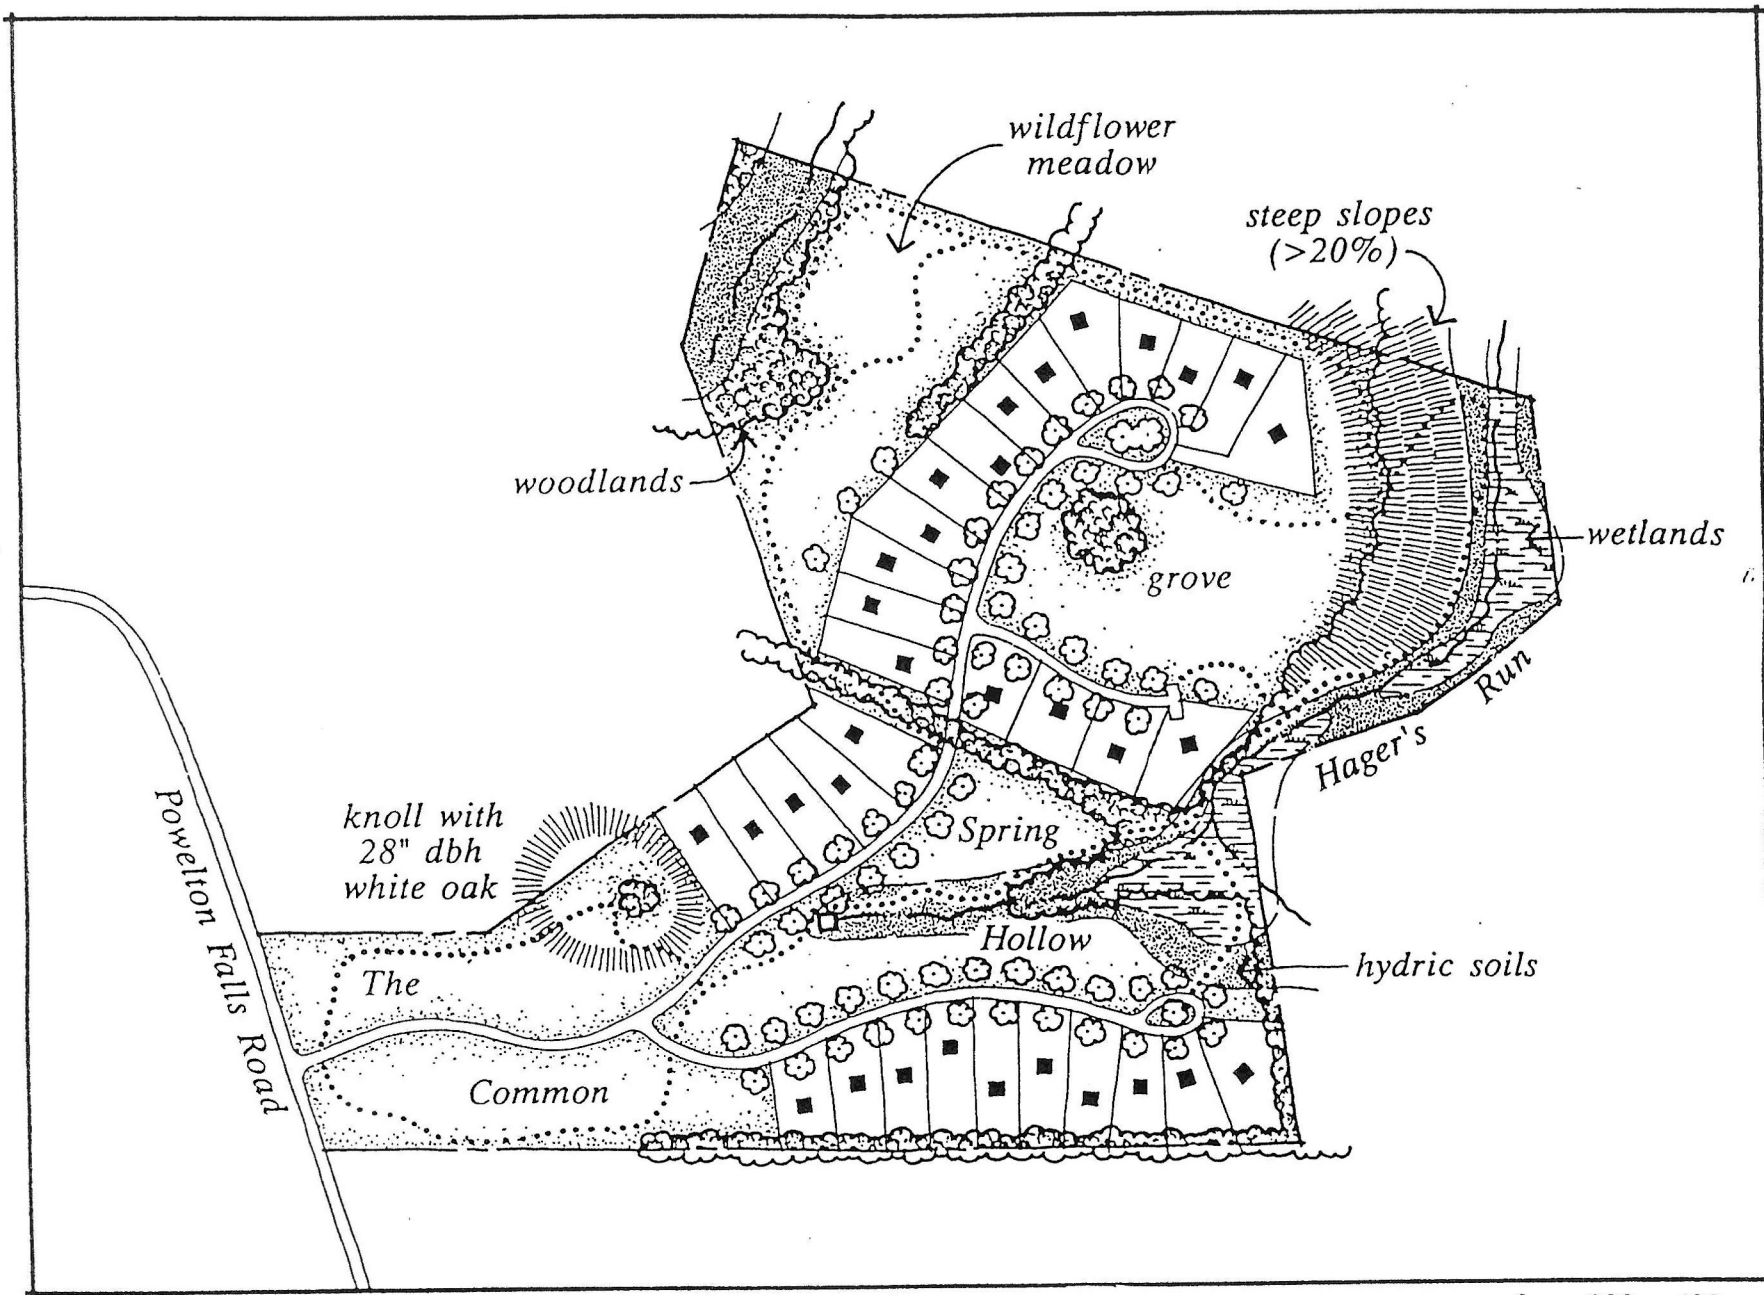 wildflower
meadow
steep slopes
(>20%)
woodlands
wetlands
grove
Hager's Run
knoll with
28" dbh
white oak
Spring
Hollow
The
Common
hydric soils
Powelton Falls Road